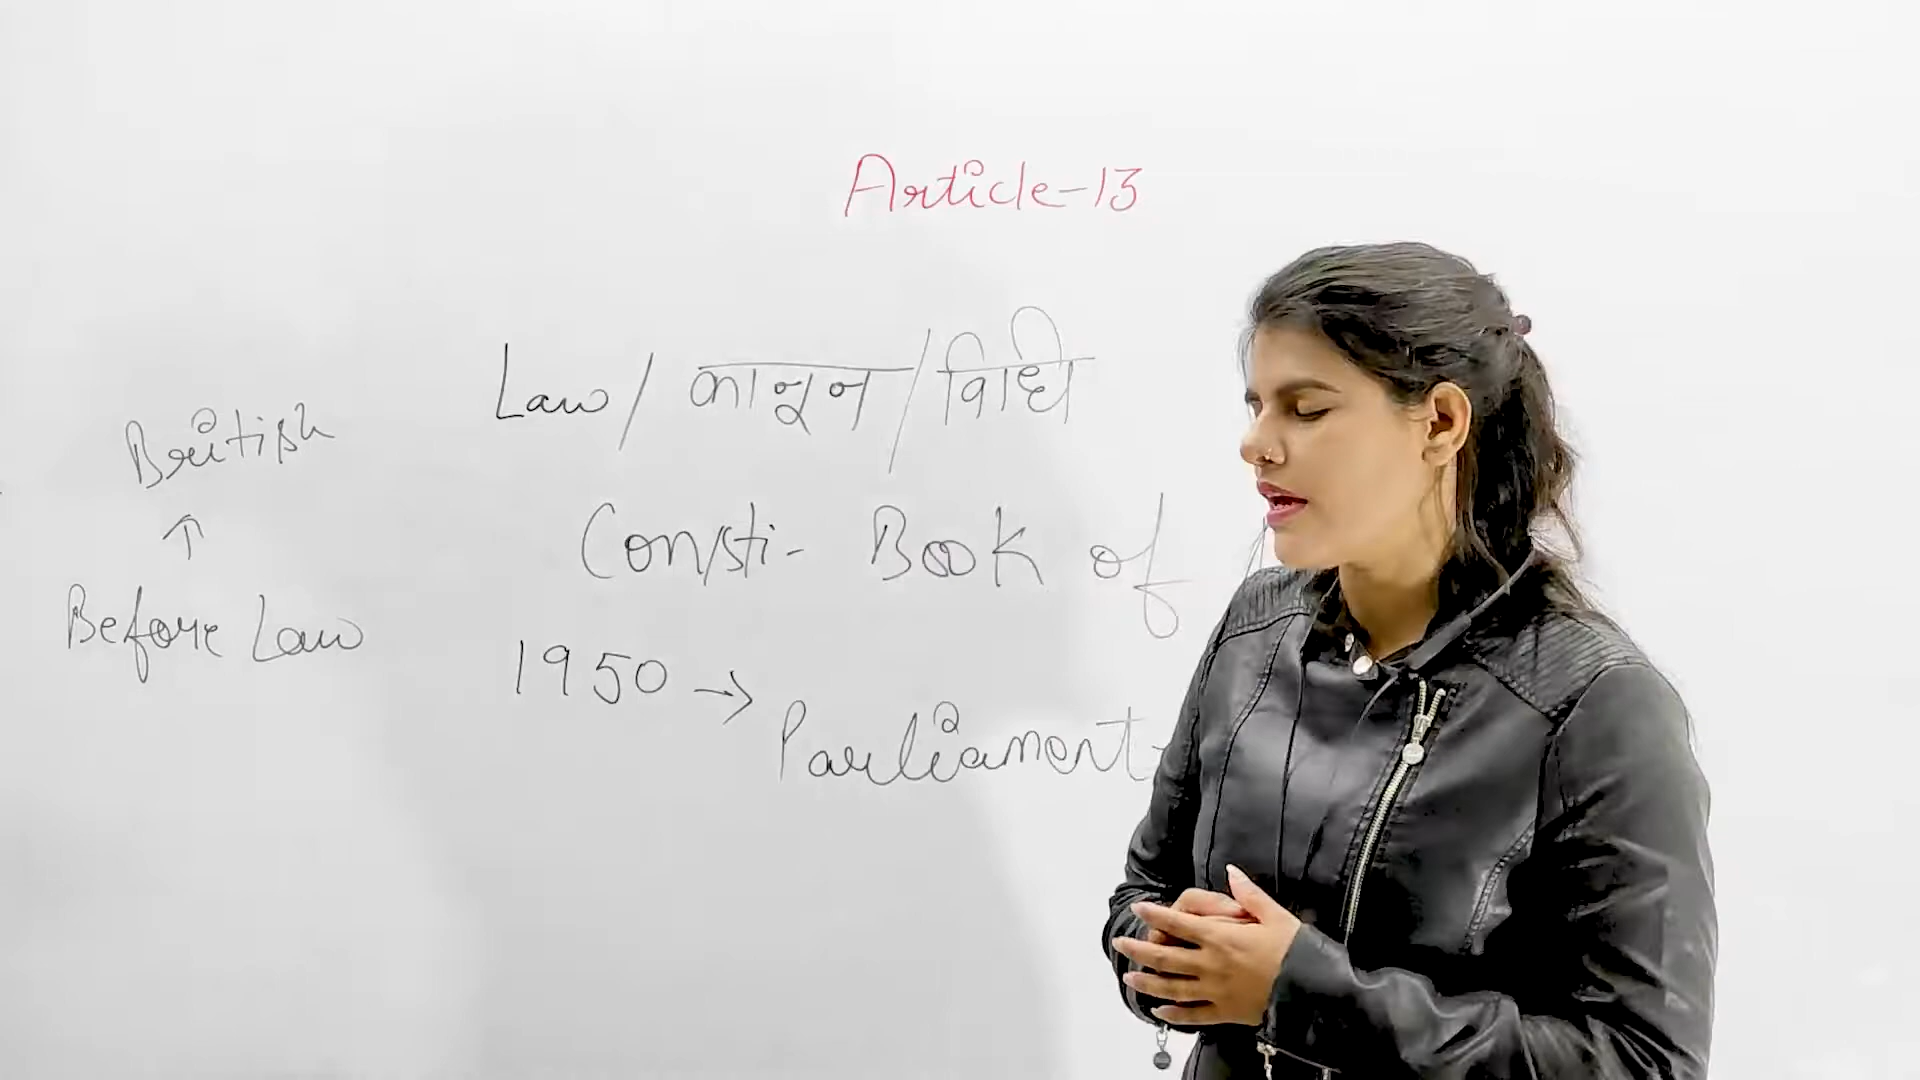 Article-13
Law / कानून / विधि
British
Consti- Book of
↑
Before Law
1950 →
Parliament